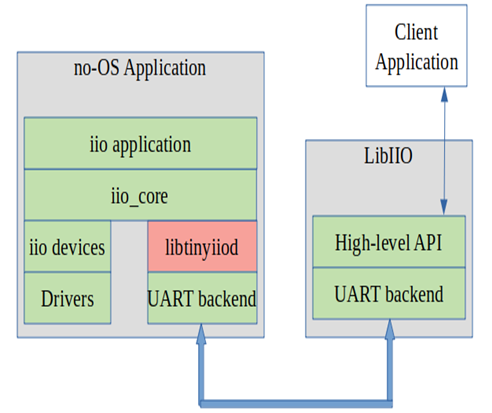 Client
Application
no-OS Application
iio application
iio_core
iio devices
libtinyiiod
Drivers
UART backend
LibIIO
High-level API
UART backend